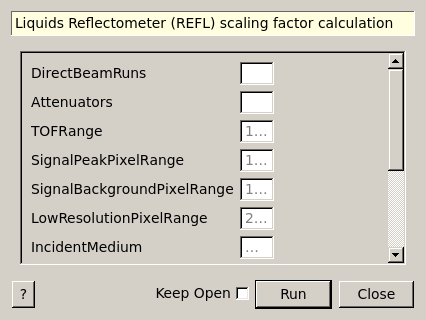 Liquids Reflectometer (REFL) scaling factor calculation
DirectBeamRuns
Attenuators
TOFRange 1...
SignalPeakPixelRange 1...
SignalBackgroundPixelRange 1...
LowResolutionPixelRange 2...
IncidentMedium ...
? Keep Open Run Close